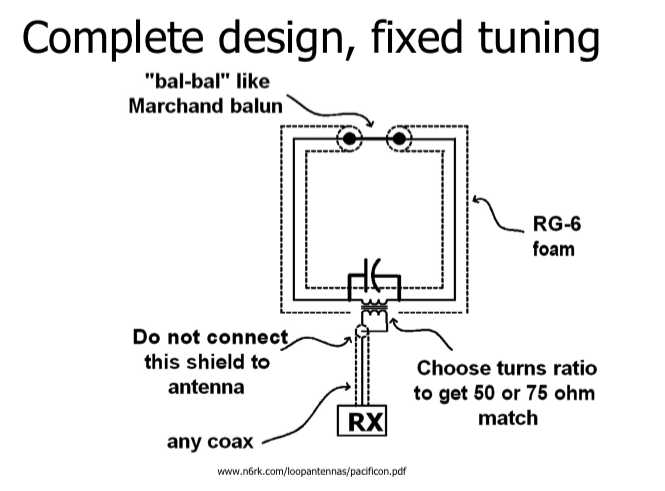 Complete design, fixed tuning
"bal-bal" like
Marchand balun
RG-6
foam
Do not connect
this shield to
antenna
Choose turns ratio
to get 50 or 75 ohm
match
RX
any coax
www.n6rk.com/loopantennas/pacificon.pdf